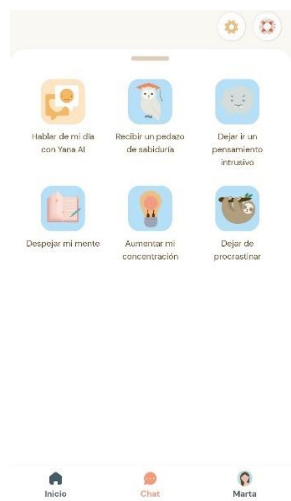 Hablar de mi día
con Yana AI
Recibir un pedazo
de sabiduría
Dejar ir un
pensamiento
intrusivo
Despejar mi mente
Aumentar mi
concentración
Dejar de
procrastinar
Inicio
Chat
Marta